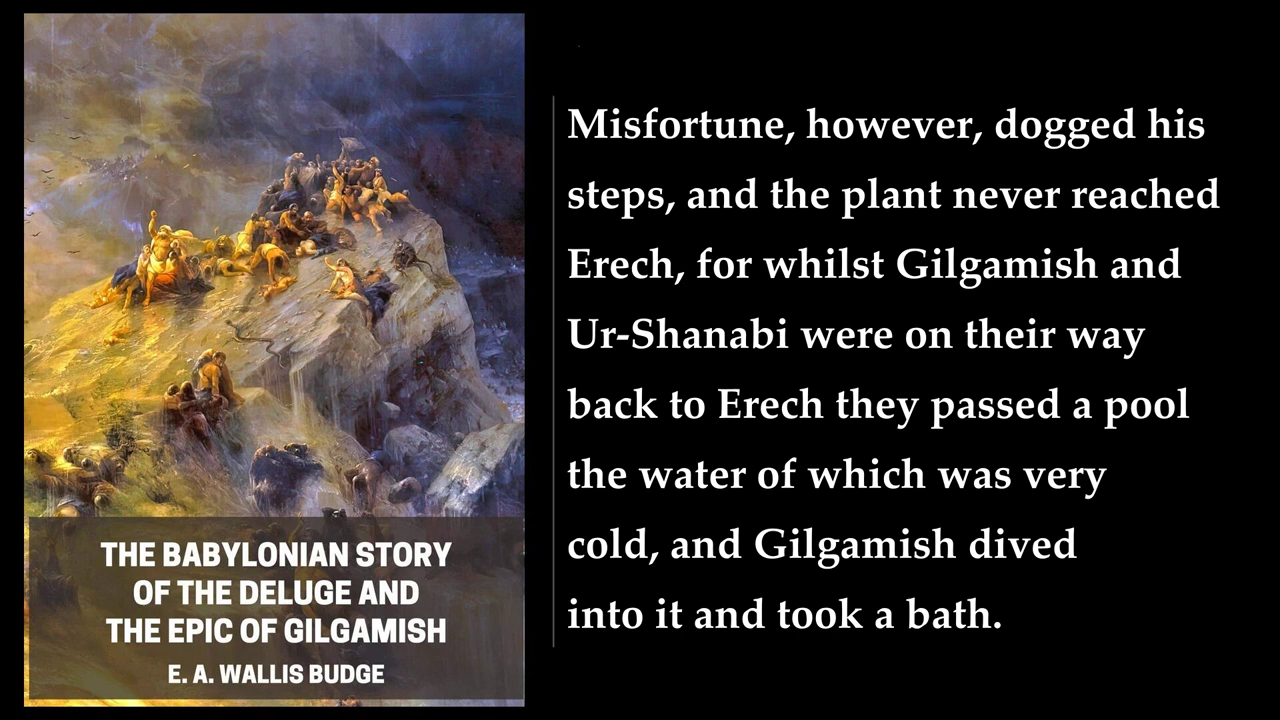 THE BABYLONIAN STORY
OF THE DELUGE AND
THE EPIC OF GILGAMISH
E. A. WALLIS BUDGE
Misfortune, however, dogged his
steps, and the plant never reached
Erech, for whilst Gilgamish and
Ur-Shanabi were on their way
back to Erech they passed a pool
the water of which was very
cold, and Gilgamish dived
into it and took a bath.